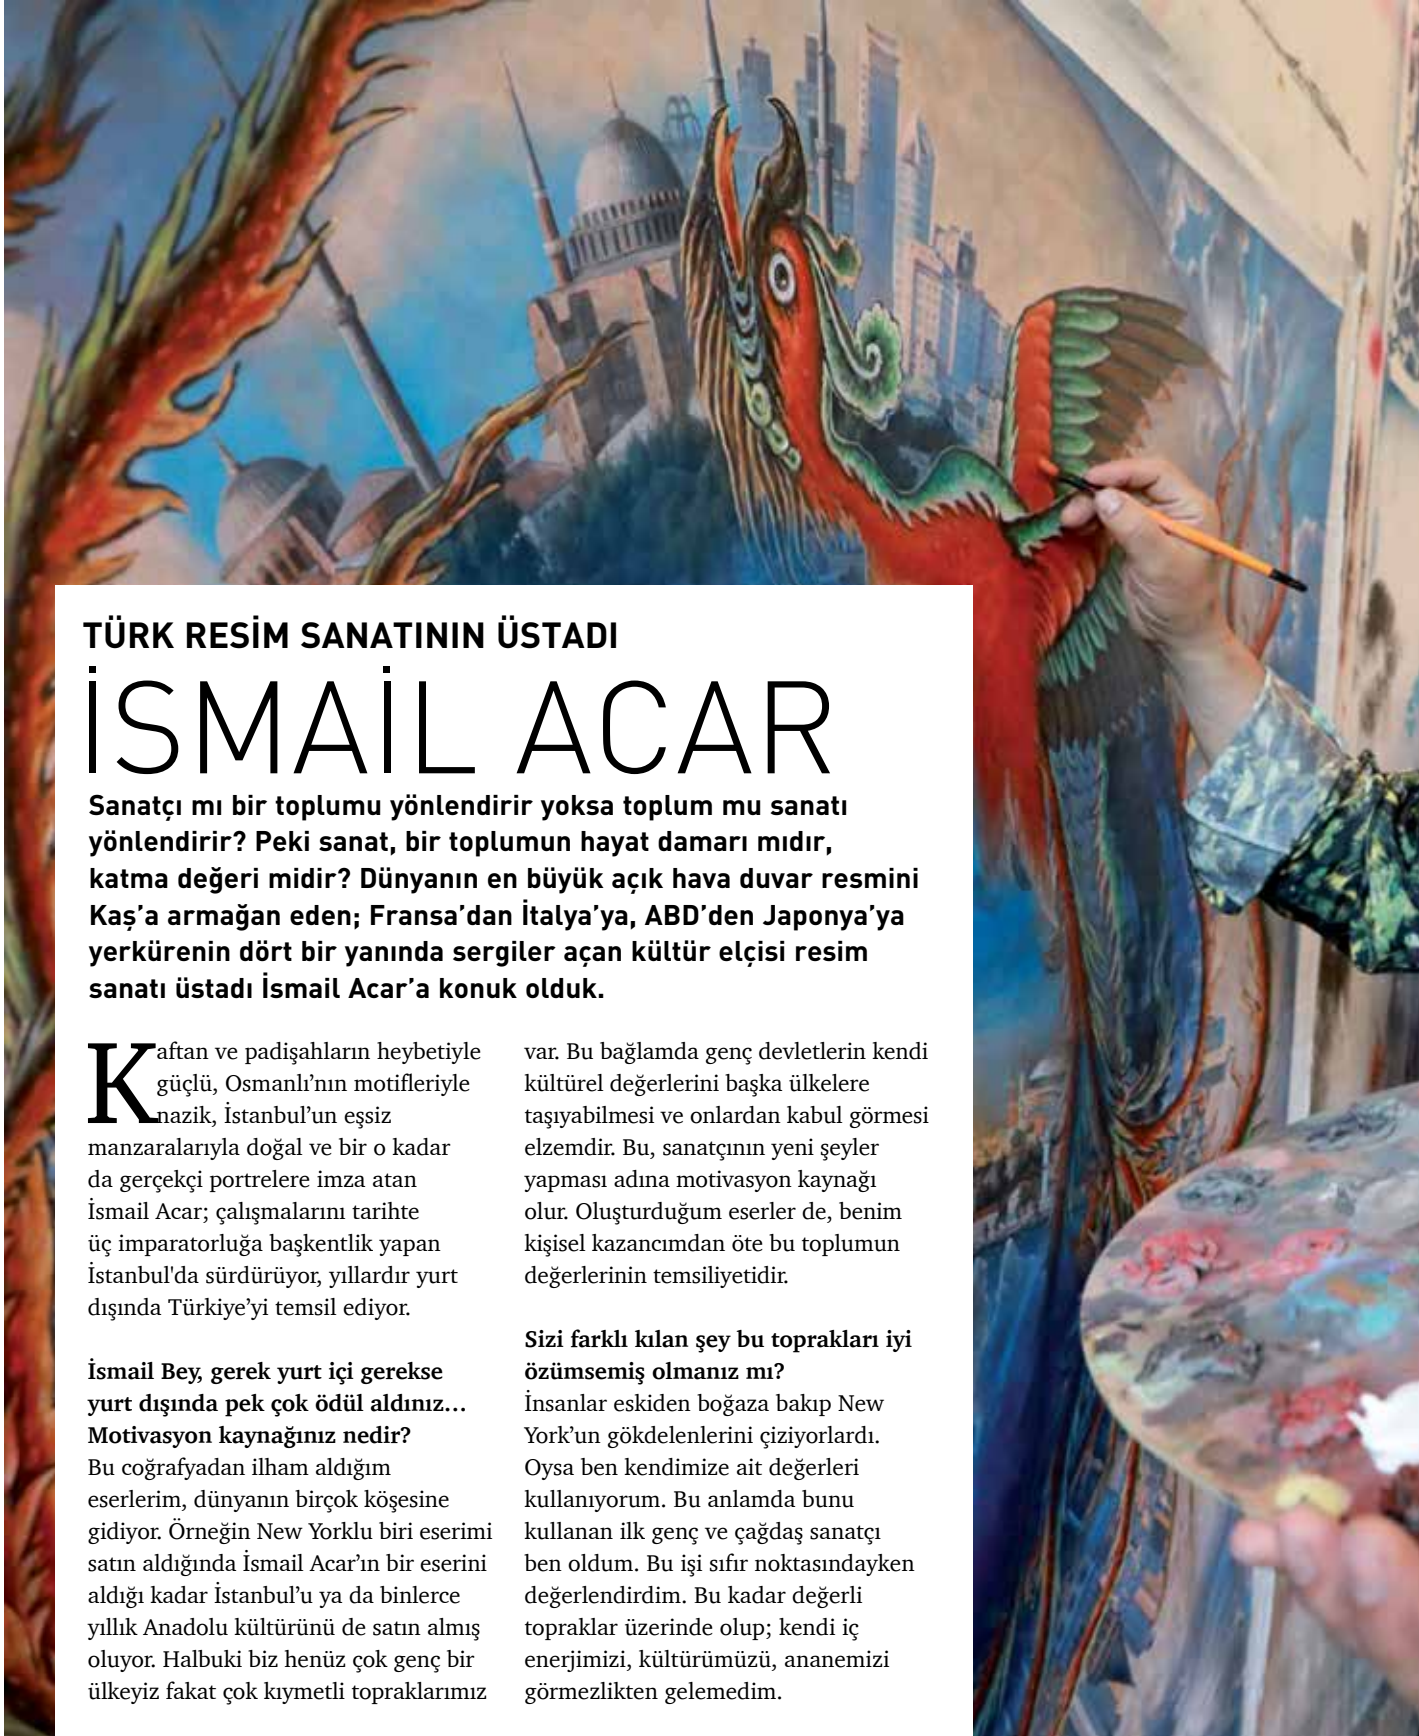 TÜRK RESİM SANATININ ÜSTADI
İSMAİL ACAR
Sanatçı mı bir toplumu yönlendirir yoksa toplum mu sanatı
yönlendirir? Peki sanat, bir toplumun hayat damarı mıdır,
katma değeri midir? Dünyanın en büyük açık hava duvar resmini
Kaş’a armağan eden; Fransa’dan İtalya’ya, ABD’den Japonya’ya
yerkürenin dört bir yanında sergiler açan kültür elçisi resim
sanatı üstadı İsmail Acar’a konuk olduk.
Kaftan ve padişahların heybetiyle
güçlü, Osmanlı’nın motifleriyle
nazik, İstanbul’un eşsiz
manzaralarıyla doğal ve bir o kadar
da gerçekçi portrelere imza atan
İsmail Acar; çalışmalarını tarihte
üç imparatorluğa başkentlik yapan
İstanbul'da sürdürüyor, yıllardır yurt
dışında Türkiye’yi temsil ediyor.
İsmail Bey, gerek yurt içi gerekse
yurt dışında pek çok ödül aldınız…
Motivasyon kaynağınız nedir?
Bu coğrafyadan ilham aldığım
eserlerim, dünyanın birçok köşesine
gidiyor. Örneğin New Yorklu biri eserimi
satın aldığında İsmail Acar’ın bir eserini
aldığı kadar İstanbul’u ya da binlerce
yıllık Anadolu kültürünü de satın almış
oluyor. Halbuki biz henüz çok genç bir
ülkeyiz fakat çok kıymetli topraklarımız
var. Bu bağlamda genç devletlerin kendi
kültürel değerlerini başka ülkelere
taşıyabilmesi ve onlardan kabul görmesi
elzemdir. Bu, sanatçının yeni şeyler
yapması adına motivasyon kaynağı
olur. Oluşturduğum eserler de, benim
kişisel kazancımdan öte bu toplumun
değerlerinin temsiliyetidir.
Sizi farklı kılan şey bu toprakları iyi
özümsemiş olmanız mı?
İnsanlar eskiden boğaza bakıp New
York’un gökdelenlerini çiziyorlardı.
Oysa ben kendimize ait değerleri
kullanıyorum. Bu anlamda bunu
kullanan ilk genç ve çağdaş sanatçı
ben oldum. Bu işi sıfır noktasındayken
değerlendirdim. Bu kadar değerli
topraklar üzerinde olup; kendi iç
enerjimizi, kültürümüzü, ananemizi
görmezlikten gelemedim.